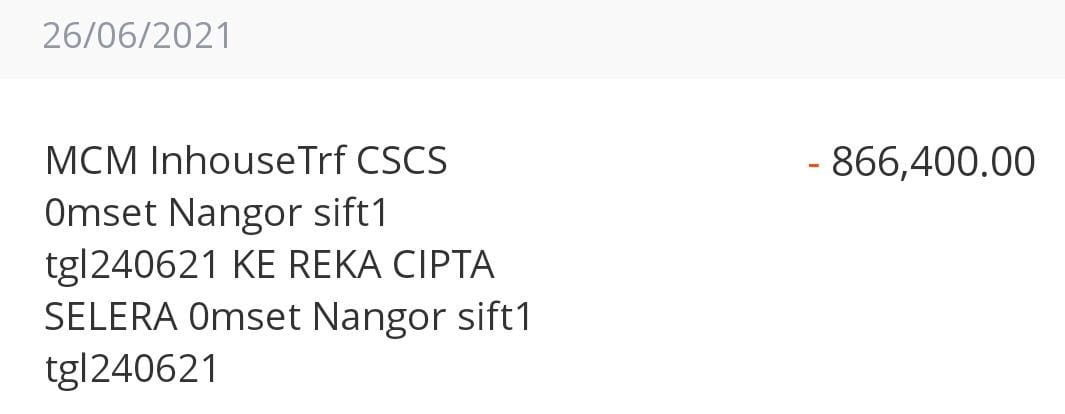 26/06/2021
MCM InhouseTrf CSCS - 866,400.00
0mset Nangor sift1
tgl240621 KE REKA CIPTA
SELERA 0mset Nangor sift1
tgl240621